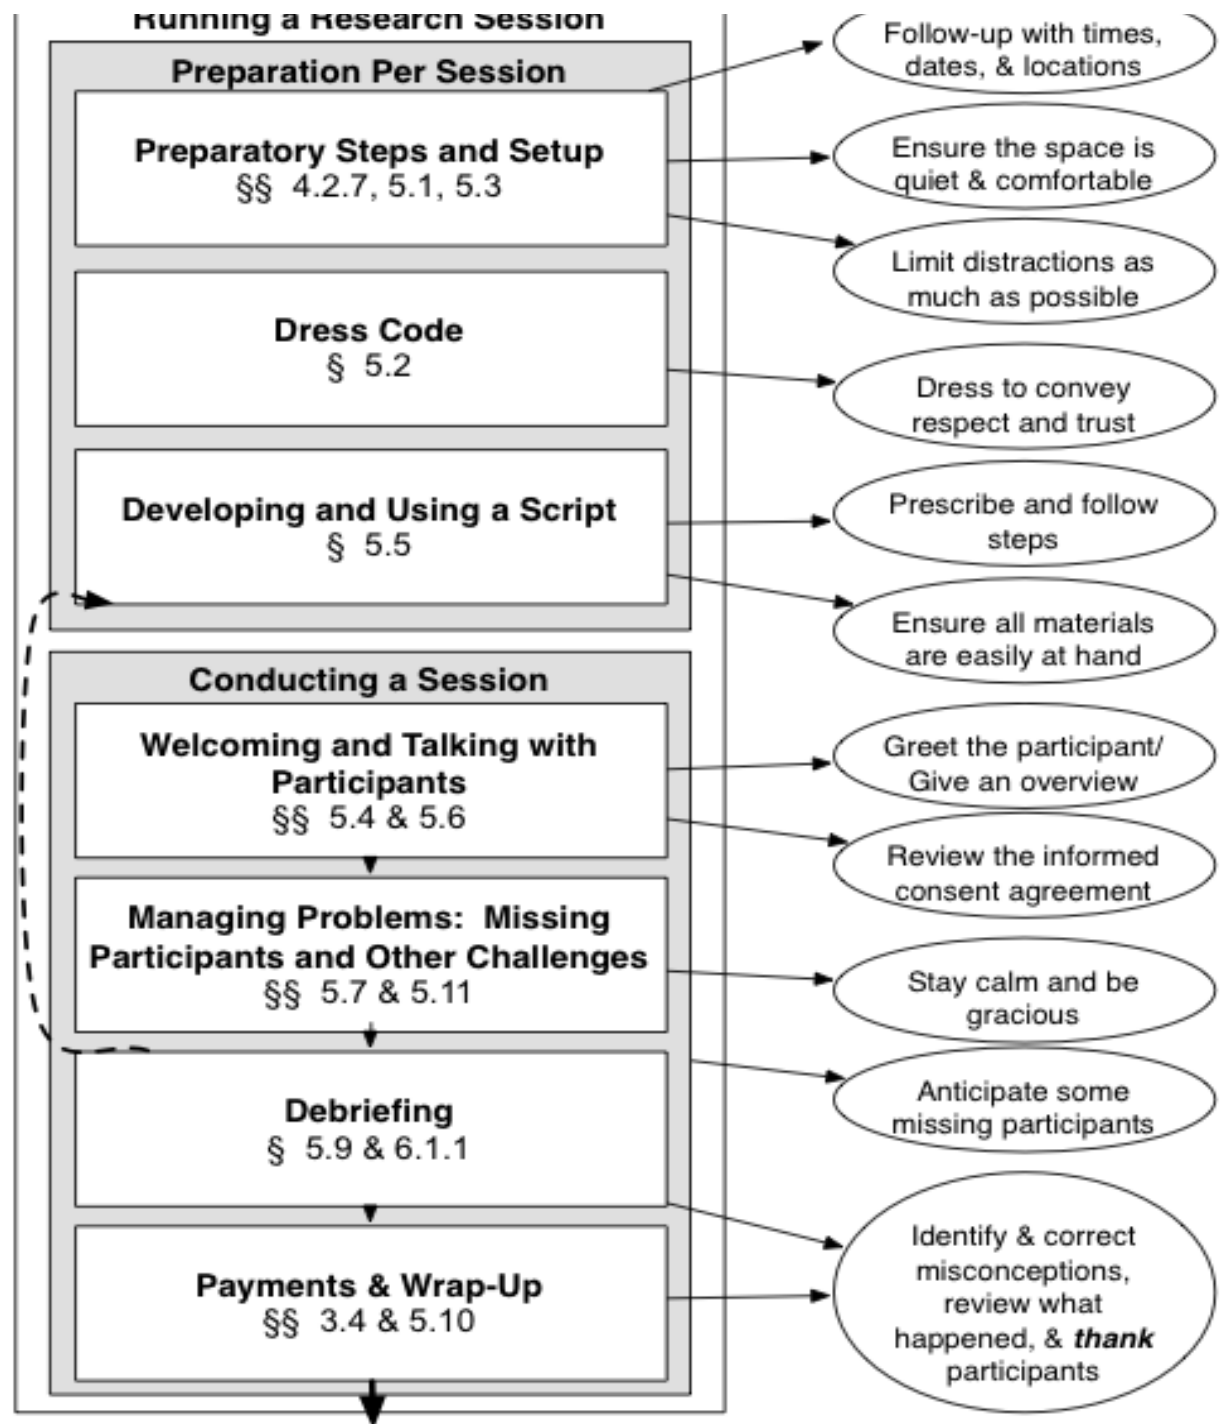 Running a Research Session
Preparation Per Session
Preparatory Steps and Setup
§§ 4.2.7, 5.1, 5.3
Follow-up with times,
dates, & locations
Ensure the space is
quiet & comfortable
Limit distractions as
much as possible
Dress Code
§ 5.2
Dress to convey
respect and trust
Developing and Using a Script
§ 5.5
Prescribe and follow
steps
Ensure all materials
are easily at hand
Conducting a Session
Welcoming and Talking with
Participants
§§ 5.4 & 5.6
Greet the participant/
Give an overview
Review the informed
consent agreement
Managing Problems: Missing
Participants and Other Challenges
§§ 5.7 & 5.11
Stay calm and be
gracious
Anticipate some
missing participants
Debriefing
§ 5.9 & 6.1.1
Payments & Wrap-Up
§§ 3.4 & 5.10
Identify & correct
misconceptions,
review what
happened, & thank
participants